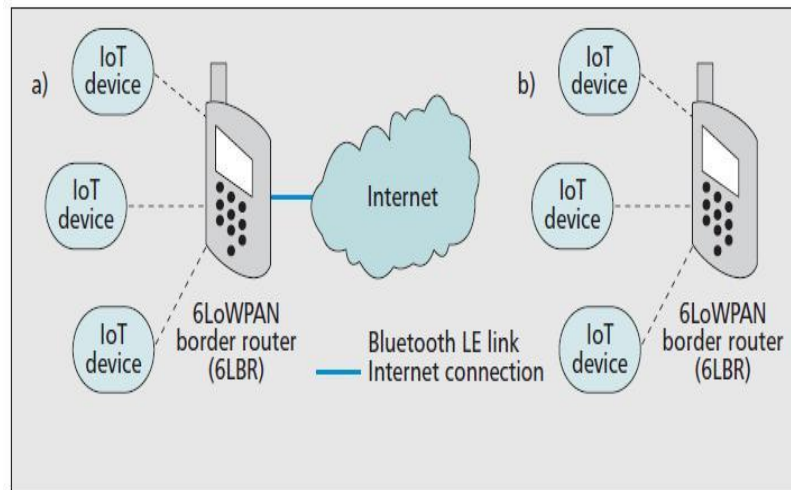 a)
IoT
device
IoT
device
IoT
device
6LoWPAN
border router
(6LBR)
Internet
Bluetooth LE link
Internet connection
b)
IoT
device
IoT
device
IoT
device
6LoWPAN
border router
(6LBR)